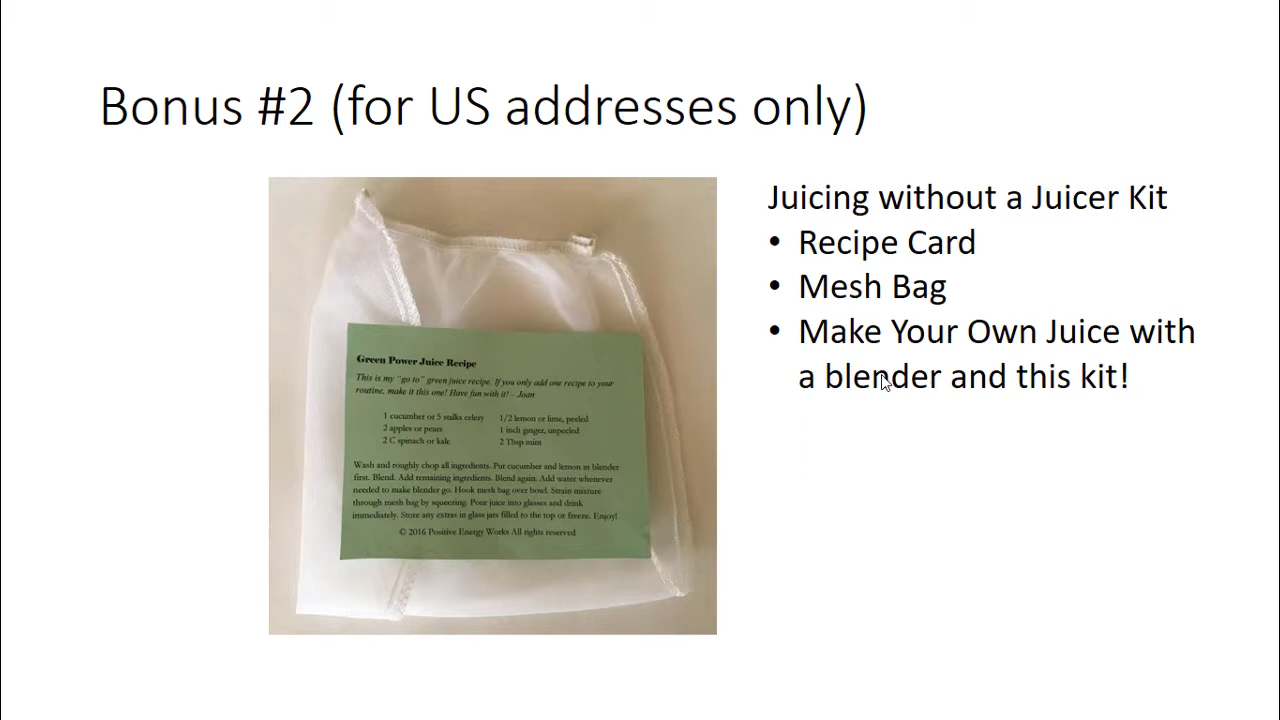 Bonus #2 (for US addresses only)
Juicing without a Juicer Kit
• Recipe Card
• Mesh Bag
• Make Your Own Juice with
a blender and this kit!
Green Power Juice Recipe
This is my "go to" green juice recipe. If you only add one recipe to your
routine, make it this one! Have fun with it! – Joan
1 cucumber or 5 stalks celery
2 apples or pears
2 C spinach or kale
1/2 lemon or lime, peeled
1 inch ginger, unpeeled
2 Tbsp mint
Wash and roughly chop all ingredients. Put cucumber and lemon in blender
first. Blend. Add remaining ingredients. Blend again. Add water whenever
needed to make blender go. Hook mesh bag over bowl. Strain mixture
through mesh bag by squeezing. Pour juice into glasses and drink
immediately. Store any extras in glass jars filled to the top or freeze. Enjoy!
© 2016 Positive Energy Works All rights reserved